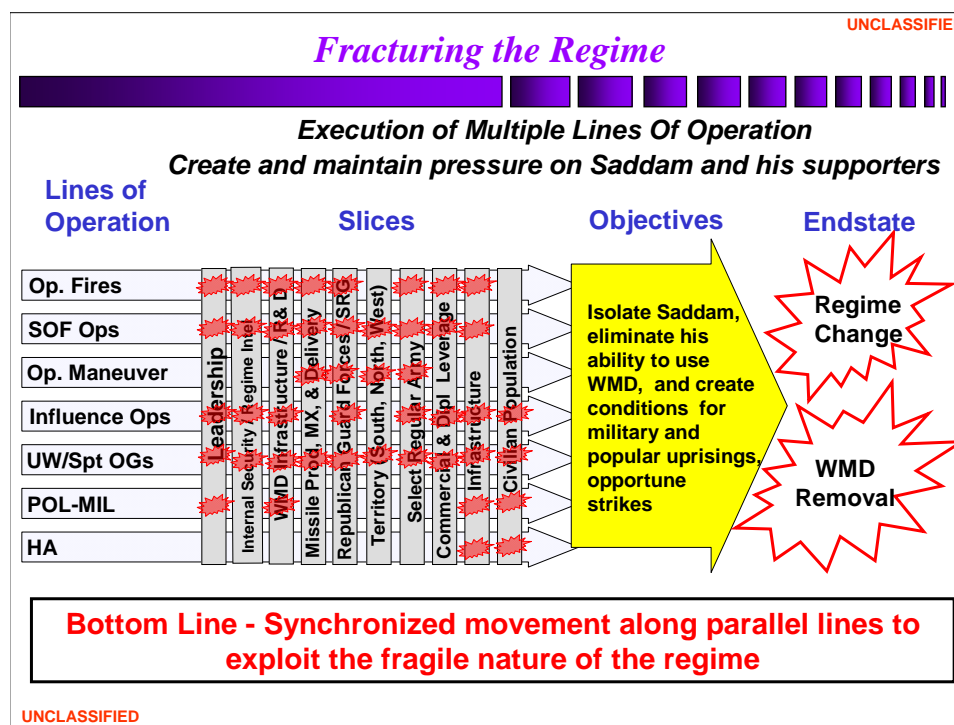 UNCLASSIFIE
Fracturing the Regime
Execution of Multiple Lines Of Operation
Create and maintain pressure on Saddam and his supporters
Lines of
Operation
Slices
Objectives
Endstate
Op. Fires
SOF Ops
Op. Maneuver
Influence Ops
UW/Spt OGs
POL-MIL
HA
Leadership
Internal Security / Regime Intel
WMD Infrastructure / R& D
Missile Prod, MX, & Delivery
Republican Guard Forces / SRG
Territory (South, North, West)
Select Regular Army
Commercial & Dipl Leverage
Infrastructure
Civilian Population
Isolate Saddam,
eliminate his
ability to use
WMD, and create
conditions for
military and
popular uprisings,
opportune
strikes
Regime
Change
WMD
Removal
Bottom Line - Synchronized movement along parallel lines to
exploit the fragile nature of the regime
UNCLASSIFIED